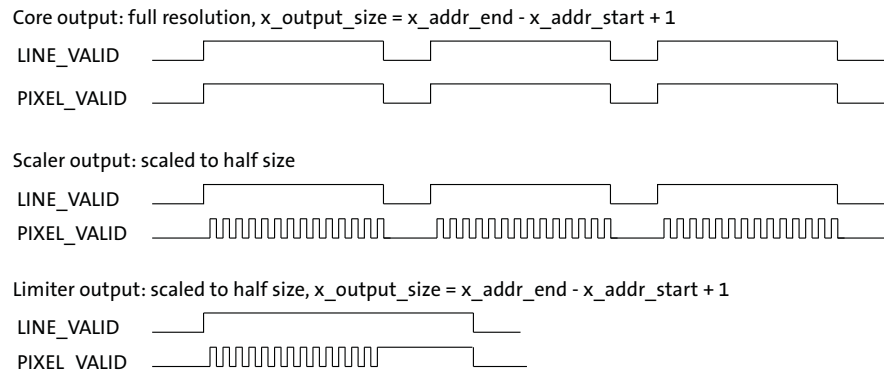 Core output: full resolution, x_output_size = x_addr_end - x_addr_start + 1
LINE_VALID
PIXEL_VALID
Scaler output: scaled to half size
LINE_VALID
PIXEL_VALID
Limiter output: scaled to half size, x_output_size = x_addr_end - x_addr_start + 1
LINE_VALID
PIXEL_VALID